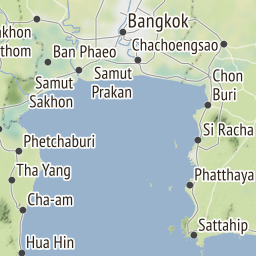 Bangkok
khon
thom
Ban Phaeo
Chachoengsao
Samut
Sakhon
Samut
Prakan
Chon
Buri
Si Racha
Phetchaburi
Tha Yang
Phatthaya
Cha-am
Sattahip
Hua Hin